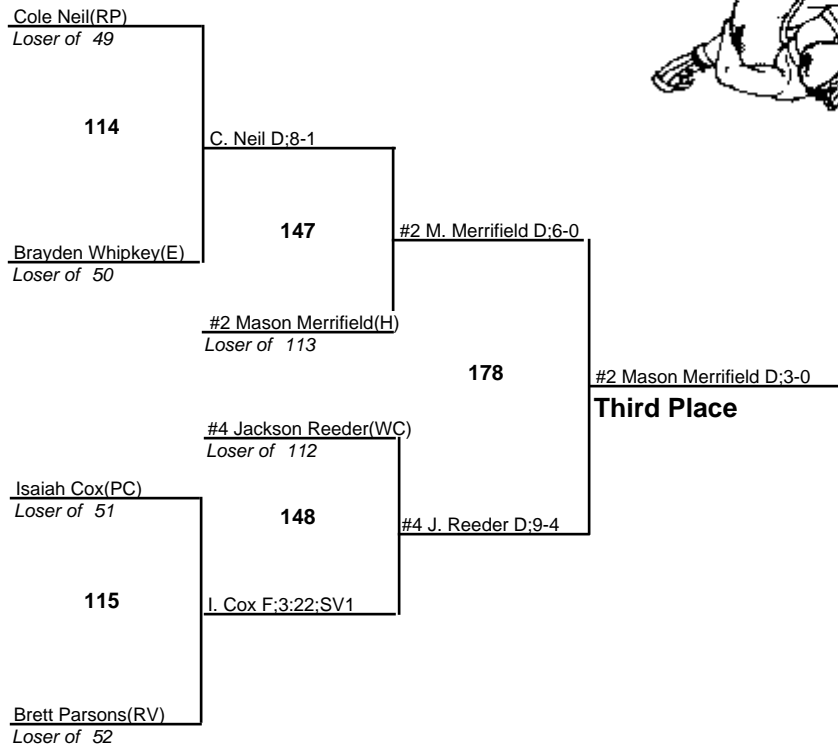 Cole Neil(RP)
Loser of 49
114
C. Neil D;8-1
147
#2 M. Merrifield D;6-0
Brayden Whipkey(E)
Loser of 50
#2 Mason Merrifield(H)
Loser of 113
178
#2 Mason Merrifield D;3-0
Third Place
#4 Jackson Reeder(WC)
Loser of 112
Isaiah Cox(PC)
Loser of 51
148
#4 J. Reeder D;9-4
115
I. Cox F;3:22;SV1
Brett Parsons(RV)
Loser of 52